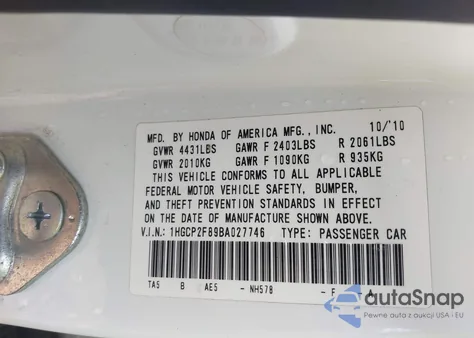 MFD. BY HONDA OF AMERICA MFG., INC. 10/'10
GVWR 4431LBS GAWR F 2403LBS R 2061LBS
GVWR 2010KG GAWR F 1090KG R 935KG
THIS VEHICLE CONFORMS TO ALL APPLICABLE
FEDERAL MOTOR VEHICLE SAFETY, BUMPER,
AND THEFT PREVENTION STANDARDS IN EFFECT
ON THE DATE OF MANUFACTURE SHOWN ABOVE.
V.I.N.: 1HGCP2F89BA027746 TYPE: PASSENGER CAR
TA5 B AE5 - NH578 - F
autoSnap
Pewne auta z aukcji USA i EU